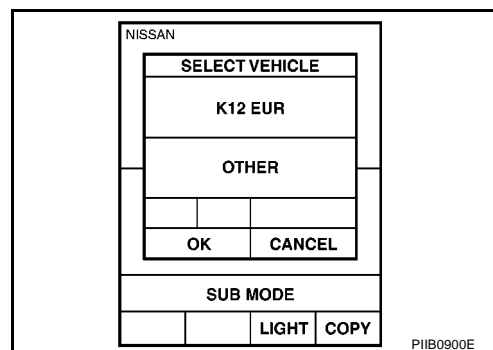 NISSAN
SELECT VEHICLE
K12 EUR
OTHER
OK CANCEL
SUB MODE
LIGHT COPY
PIIB0900E